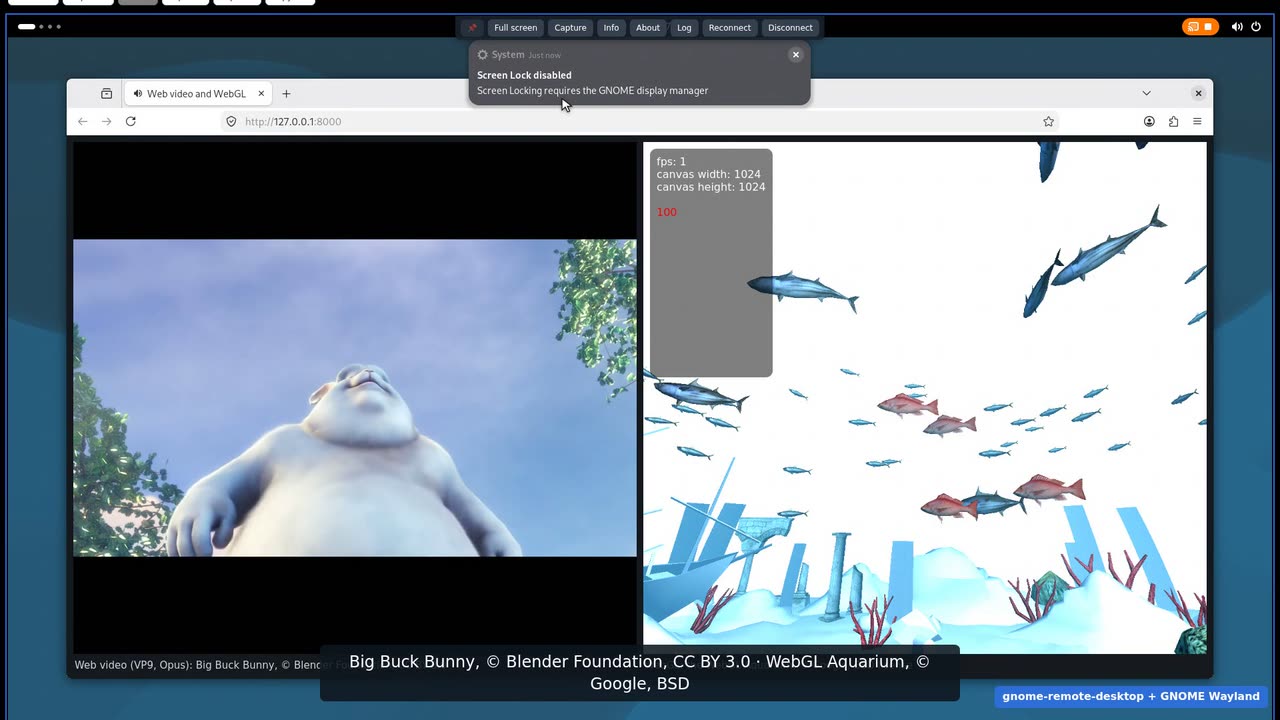 Full screen
Capture
Info
About
Log
Reconnect
Disconnect
System Just now
Screen Lock disabled
Screen Locking requires the GNOME display manager
Web video and WebGL
http://127.0.0.1:8000
fps: 1
canvas width: 1024
canvas height: 1024
100
Web video (VP9, Opus): Big Buck Bunny, © Blender
Big Buck Bunny, © Blender Foundation, CC BY 3.0 · WebGL Aquarium, ©
Google, BSD
gnome-remote-desktop + GNOME Wayland